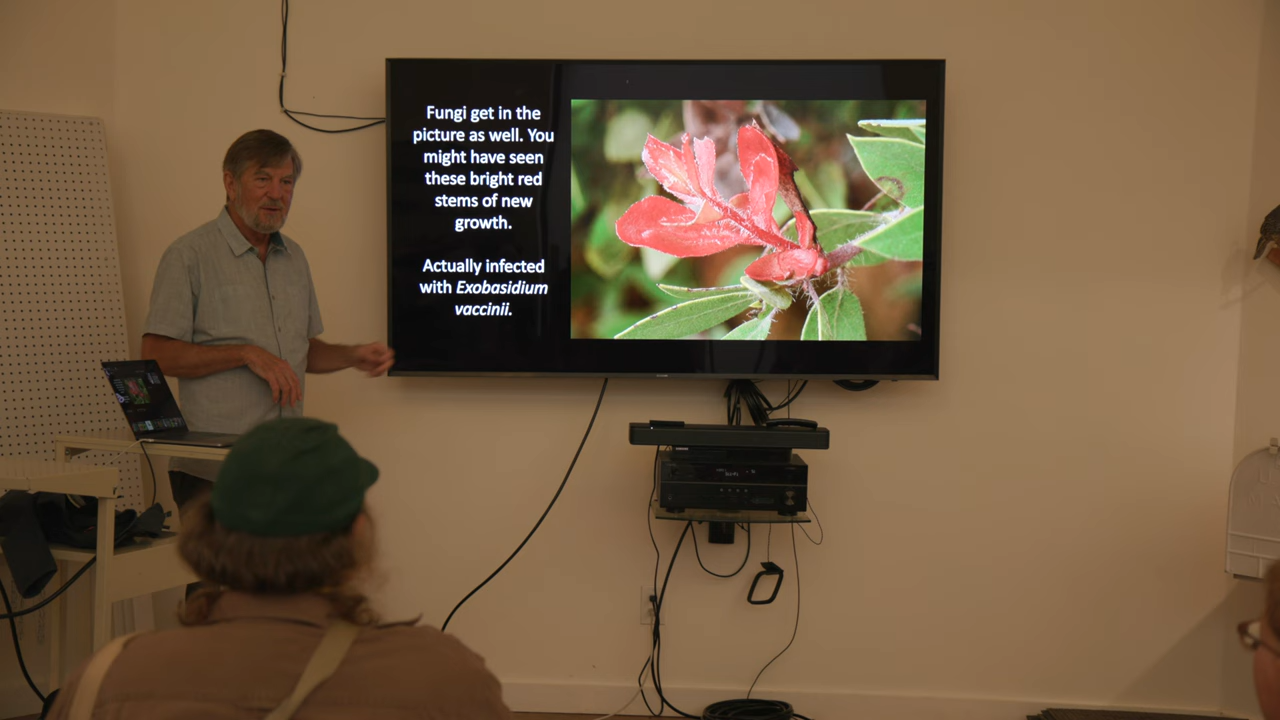 Fungi get in the
picture as well. You
might have seen
these bright red
stems of new
growth.
Actually infected
with Exobasidium
vaccinii.